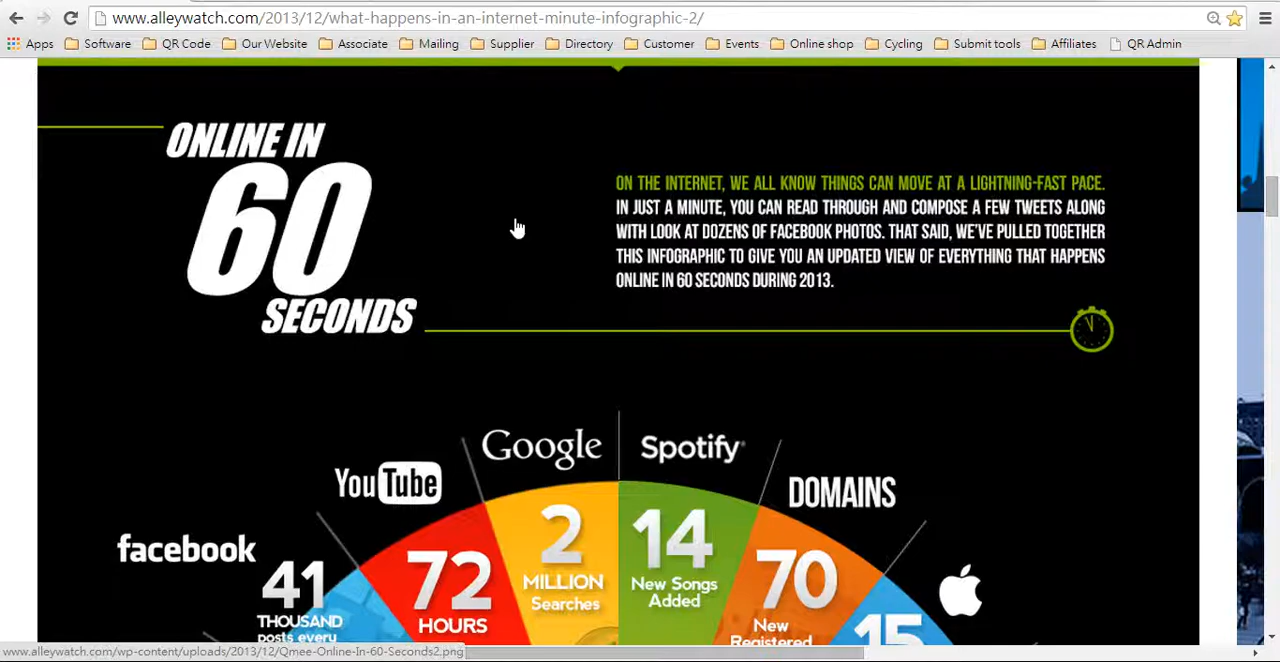 www.alleywatch.com/2013/12/what-happens-in-an-internet-minute-infographic-2/
Apps Software QR Code Our Website Associate Mailing Supplier Directory Customer Events Online shop Cycling Submit tools Affiliates QR Admin
ONLINE IN
60
SECONDS
ON THE INTERNET, WE ALL KNOW THINGS CAN MOVE AT A LIGHTNING-FAST PACE.
IN JUST A MINUTE, YOU CAN READ THROUGH AND COMPOSE A FEW TWEETS ALONG
WITH LOOK AT DOZENS OF FACEBOOK PHOTOS. THAT SAID, WE'VE PULLED TOGETHER
THIS INFOGRAPHIC TO GIVE YOU AN UPDATED VIEW OF EVERYTHING THAT HAPPENS
ONLINE IN 60 SECONDS DURING 2013.
facebook
41
THOUSAND
posts every
YouTube
72
HOURS
Google
2
MILLION
Searches
Spotify
14
New Songs
Added
DOMAINS
70
New
Registered
15
www.alleywatch.com/wp-content/uploads/2013/12/Qmee-Online-In-60-Seconds2.png